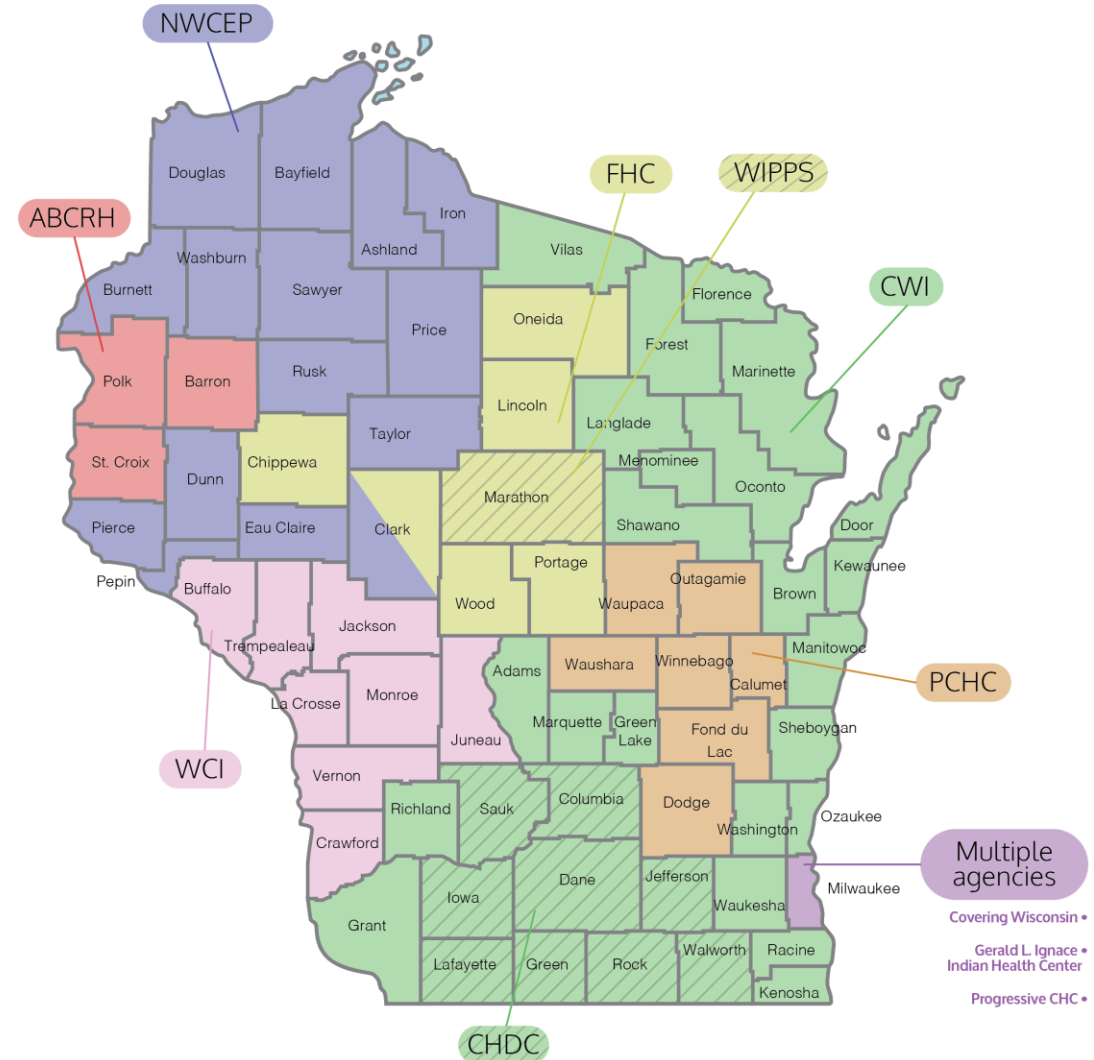 NWCEP
FHC
WIPPS
Douglas
Bayfield
ABCRH
Iron
Ashland
Vilas
Washburn
Burnett
Sawyer
CWI
Florence
Price
Oneida
Forest
Marinette
Polk
Barron
Rusk
Lincoln
Langlade
Taylor
St. Croix
Chippewa
Dunn
Menominee
Oconto
Marathon
Pierce
Eau Claire
Clark
Shawano
Door
Pepin
Buffalo
Portage
Outagamie
Kewaunee
Brown
Wood
Waupaca
Jackson
Trempealeau
Manitowoc
Adams
Waushara
Winnebago
Calumet
PCHC
La Crosse
Monroe
Marquette
Green
Lake
Fond du
Lac
Sheboygan
Juneau
WCI
Vernon
Richland
Sauk
Columbia
Dodge
Ozaukee
Washington
Crawford
Multiple
agencies
Milwaukee
Iowa
Dane
Jefferson
Waukesha
Covering Wisconsin •
Grant
Gerald L. Ignace •
Indian Health Center
Lafayette
Green
Rock
Walworth
Racine
Kenosha
Progressive CHC •
CHDC